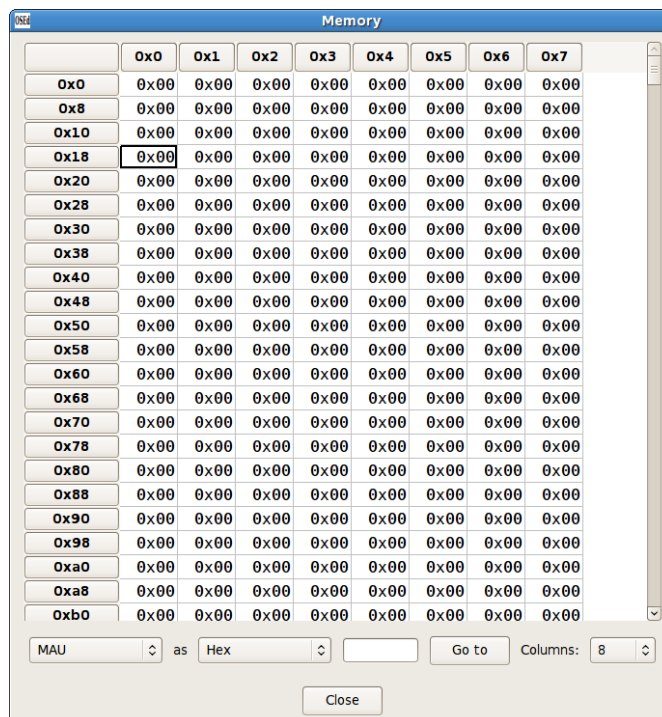 OSEd Memory
0x0 0x1 0x2 0x3 0x4 0x5 0x6 0x7
0x0 0x00 0x00 0x00 0x00 0x00 0x00 0x00 0x00
0x8 0x00 0x00 0x00 0x00 0x00 0x00 0x00 0x00
0x10 0x00 0x00 0x00 0x00 0x00 0x00 0x00 0x00
0x18 0x00 0x00 0x00 0x00 0x00 0x00 0x00 0x00
0x20 0x00 0x00 0x00 0x00 0x00 0x00 0x00 0x00
0x28 0x00 0x00 0x00 0x00 0x00 0x00 0x00 0x00
0x30 0x00 0x00 0x00 0x00 0x00 0x00 0x00 0x00
0x38 0x00 0x00 0x00 0x00 0x00 0x00 0x00 0x00
0x40 0x00 0x00 0x00 0x00 0x00 0x00 0x00 0x00
0x48 0x00 0x00 0x00 0x00 0x00 0x00 0x00 0x00
0x50 0x00 0x00 0x00 0x00 0x00 0x00 0x00 0x00
0x58 0x00 0x00 0x00 0x00 0x00 0x00 0x00 0x00
0x60 0x00 0x00 0x00 0x00 0x00 0x00 0x00 0x00
0x68 0x00 0x00 0x00 0x00 0x00 0x00 0x00 0x00
0x70 0x00 0x00 0x00 0x00 0x00 0x00 0x00 0x00
0x78 0x00 0x00 0x00 0x00 0x00 0x00 0x00 0x00
0x80 0x00 0x00 0x00 0x00 0x00 0x00 0x00 0x00
0x88 0x00 0x00 0x00 0x00 0x00 0x00 0x00 0x00
0x90 0x00 0x00 0x00 0x00 0x00 0x00 0x00 0x00
0x98 0x00 0x00 0x00 0x00 0x00 0x00 0x00 0x00
0xa0 0x00 0x00 0x00 0x00 0x00 0x00 0x00 0x00
0xa8 0x00 0x00 0x00 0x00 0x00 0x00 0x00 0x00
0xb0 0x00 0x00 0x00 0x00 0x00 0x00 0x00 0x00
MAU as Hex Go to Columns: 8
Close